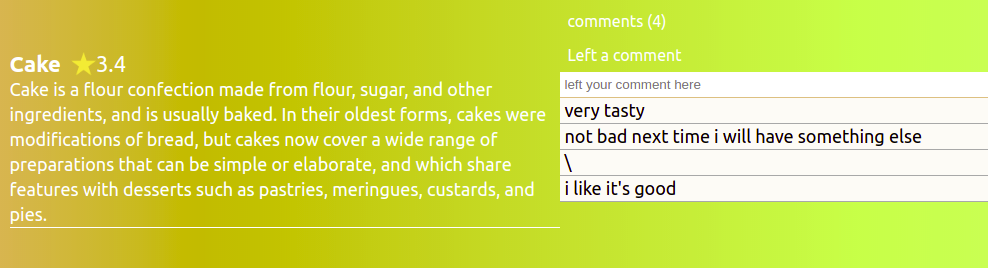 Cake ⭐3.4
Cake is a flour confection made from flour, sugar, and other
ingredients, and is usually baked. In their oldest forms, cakes were
modifications of bread, but cakes now cover a wide range of
preparations that can be simple or elaborate, and which share
features with desserts such as pastries, meringues, custards, and
pies.
comments (4)
Left a comment
left your comment here
very tasty
not bad next time i will have something else
\
i like it's good